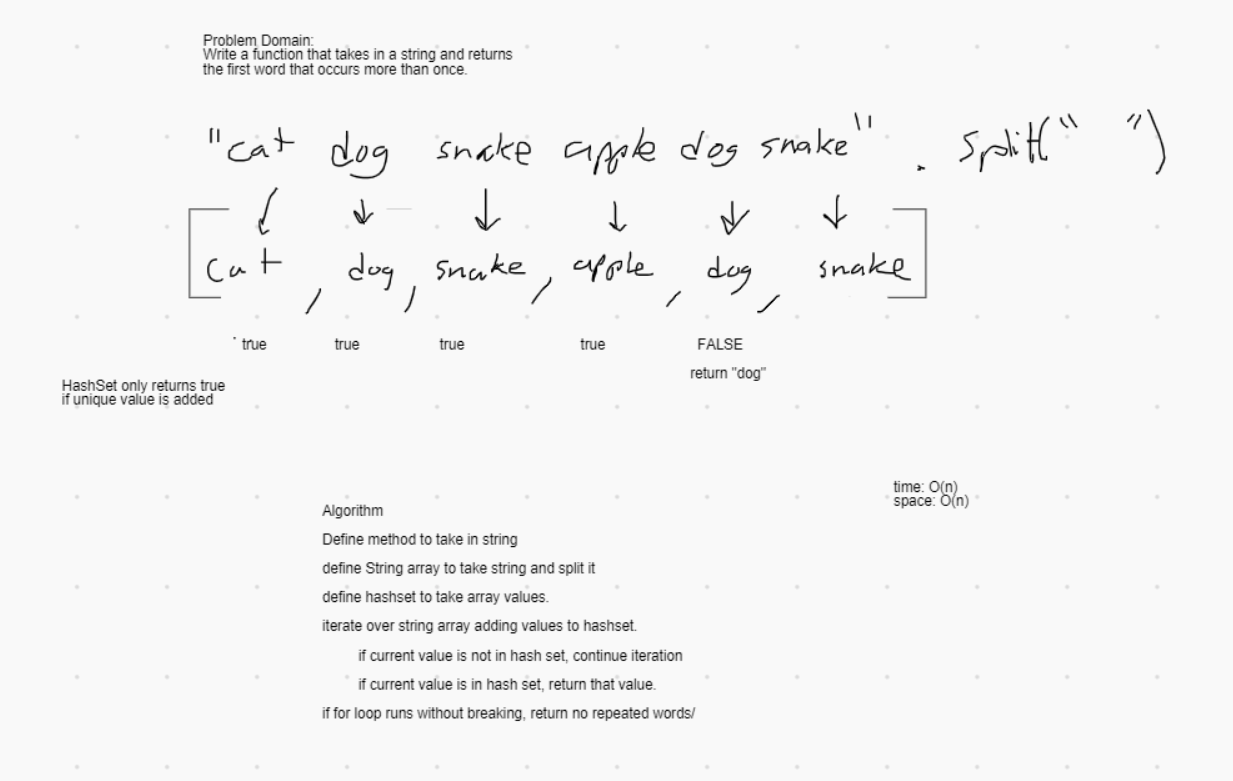 Problem Domain:
Write a function that takes in a string and returns
the first word that occurs more than once.
"cat dog snake apple dog snake" . split(" ")
[cat, dog, snake, apple, dog, snake]
true true true true FALSE
return "dog"
HashSet only returns true
if unique value is added
time: O(n)
space: O(n)
Algorithm
Define method to take in string
define String array to take string and split it
define hashset to take array values.
iterate over string array adding values to hashset.
if current value is not in hash set, continue iteration
if current value is in hash set, return that value.
if for loop runs without breaking, return no repeated words/